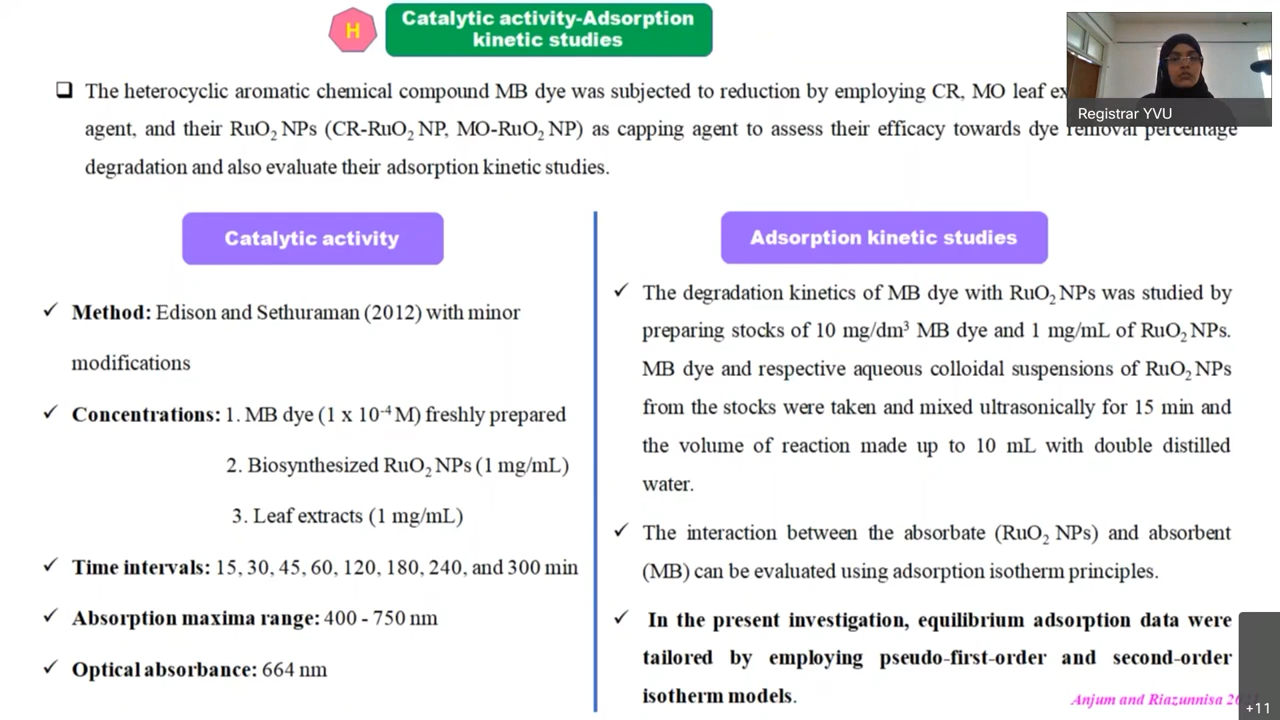 H
Catalytic activity-Adsorption
kinetic studies
Registrar YVU
❑ The heterocyclic aromatic chemical compound MB dye was subjected to reduction by employing CR, MO leaf
agent, and their RuO₂ NPs (CR-RuO₂ NP, MO-RuO₂ NP) as capping agent to assess their efficacy towards dye removal percentage
degradation and also evaluate their adsorption kinetic studies.
Catalytic activity
✓ Method: Edison and Sethuraman (2012) with minor
modifications
✓ Concentrations: 1. MB dye (1 x 10⁻⁴ M) freshly prepared
2. Biosynthesized RuO₂ NPs (1 mg/mL)
3. Leaf extracts (1 mg/mL)
✓ Time intervals: 15, 30, 45, 60, 120, 180, 240, and 300 min
✓ Absorption maxima range: 400 - 750 nm
✓ Optical absorbance: 664 nm
Adsorption kinetic studies
✓ The degradation kinetics of MB dye with RuO₂ NPs was studied by
preparing stocks of 10 mg/dm³ MB dye and 1 mg/mL of RuO₂ NPs.
MB dye and respective aqueous colloidal suspensions of RuO₂ NPs
from the stocks were taken and mixed ultrasonically for 15 min and
the volume of reaction made up to 10 mL with double distilled
water.
✓ The interaction between the absorbate (RuO₂ NPs) and absorbent
(MB) can be evaluated using adsorption isotherm principles.
✓ In the present investigation, equilibrium adsorption data were
tailored by employing pseudo-first-order and second-order
isotherm models.
Anjum and Riazunnisa
+11